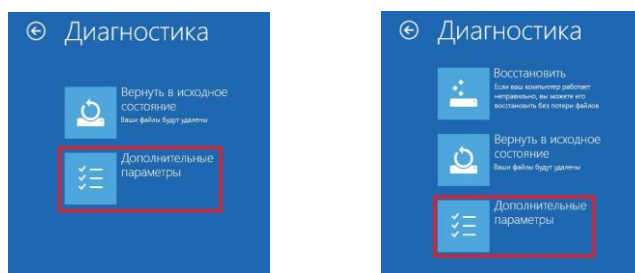 Диагностика
Вернуть в исходное
состояние
Ваши файлы будут удалены
Дополнительные
параметры
Диагностика
Восстановить
Если ваш компьютер работает
неправильно, вы можете его
восстановить без потери файлов
Вернуть в исходное
состояние
Ваши файлы будут удалены
Дополнительные
параметры